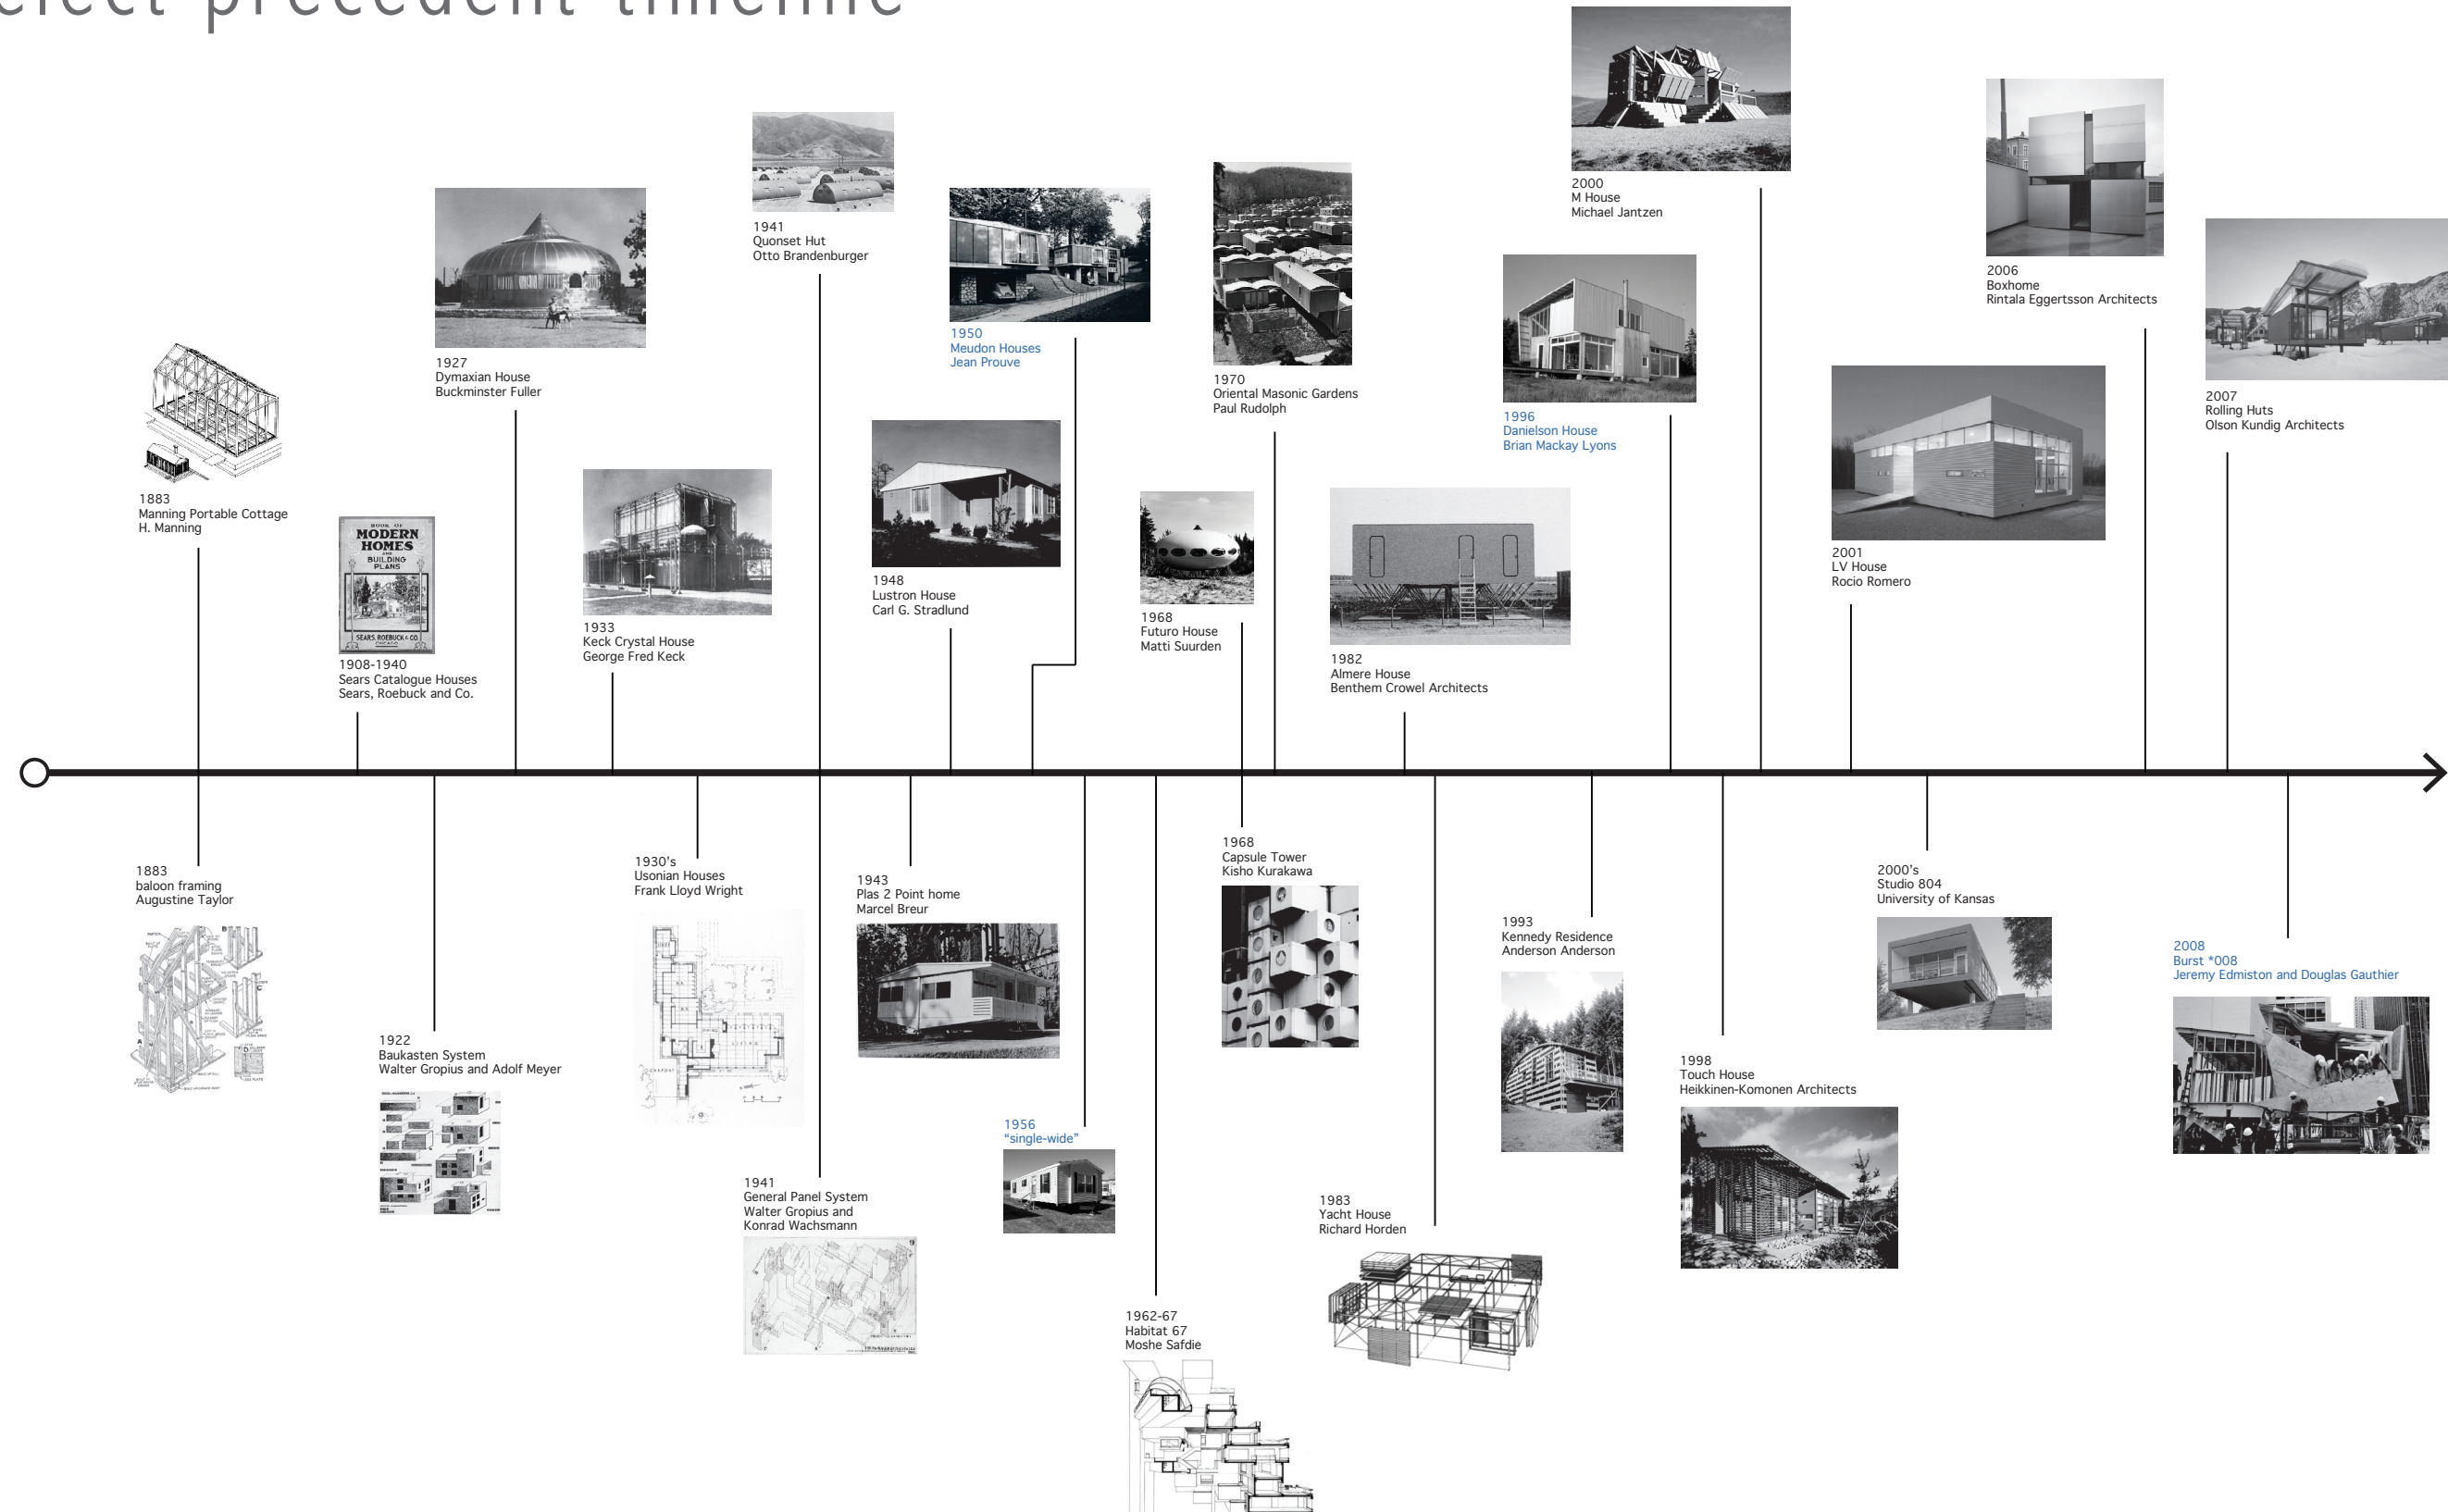 elect precedent timeline
2000
M House
Michael Jantzen
2006
Boxhome
Rintala Eggertsson Architects
1941
Quonset Hut
Otto Brandenburger
1950
Meudon Houses
Jean Prouve
1927
Dymaxian House
Buckminster Fuller
1970
Oriental Masonic Gardens
Paul Rudolph
1996
Danielson House
Brian Mackay Lyons
2007
Rolling Huts
Olson Kundig Architects
1883
Manning Portable Cottage
H. Manning
BOOK OF
MODERN
HOMES
AND
BUILDING
PLANS
SEARS, ROEBUCK & CO.
CHICAGO
1908-1940
Sears Catalogue Houses
Sears, Roebuck and Co.
1933
Keck Crystal House
George Fred Keck
1948
Lustron House
Carl G. Stradlund
1968
Futuro House
Matti Suurden
1982
Almere House
Benthem Crowel Architects
2001
LV House
Rocio Romero
1883
baloon framing
Augustine Taylor
1922
Baukasten System
Walter Gropius and Adolf Meyer
1930's
Usonian Houses
Frank Lloyd Wright
LIVING
1941
General Panel System
Walter Gropius and
Konrad Wachsmann
1943
Plas 2 Point home
Marcel Breur
1956
“single-wide”
1962-67
Habitat 67
Moshe Safdie
1968
Capsule Tower
Kisho Kurakawa
1983
Yacht House
Richard Horden
1993
Kennedy Residence
Anderson Anderson
1998
Touch House
Heikkinen-Komonen Architects
2000's
Studio 804
University of Kansas
2008
Burst *008
Jeremy Edmiston and Douglas Gauthier